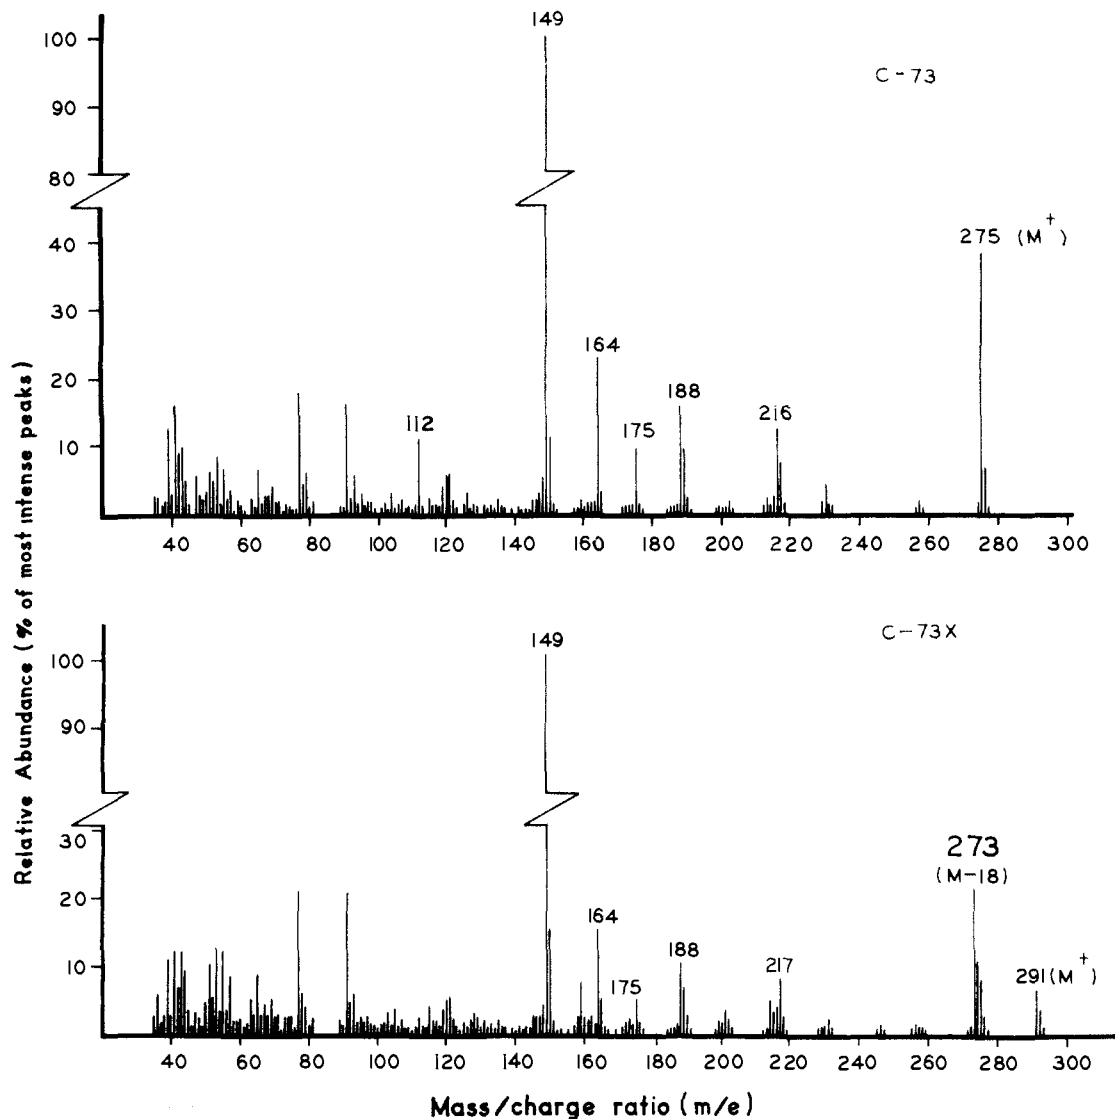 149
C-73
100
90
80
40
30
20
10
275 (M+)
164
188
216
175
112
40 60 80 100 120 140 160 180 200 220 240 260 280 300
C-73X
149
100
90
30
20
10
273
(M-18)
164
188
175
217
291(M+)
40 60 80 100 120 140 160 180 200 220 240 260 280 300
Relative Abundance (% of most intense peaks)
Mass/charge ratio (m/e)